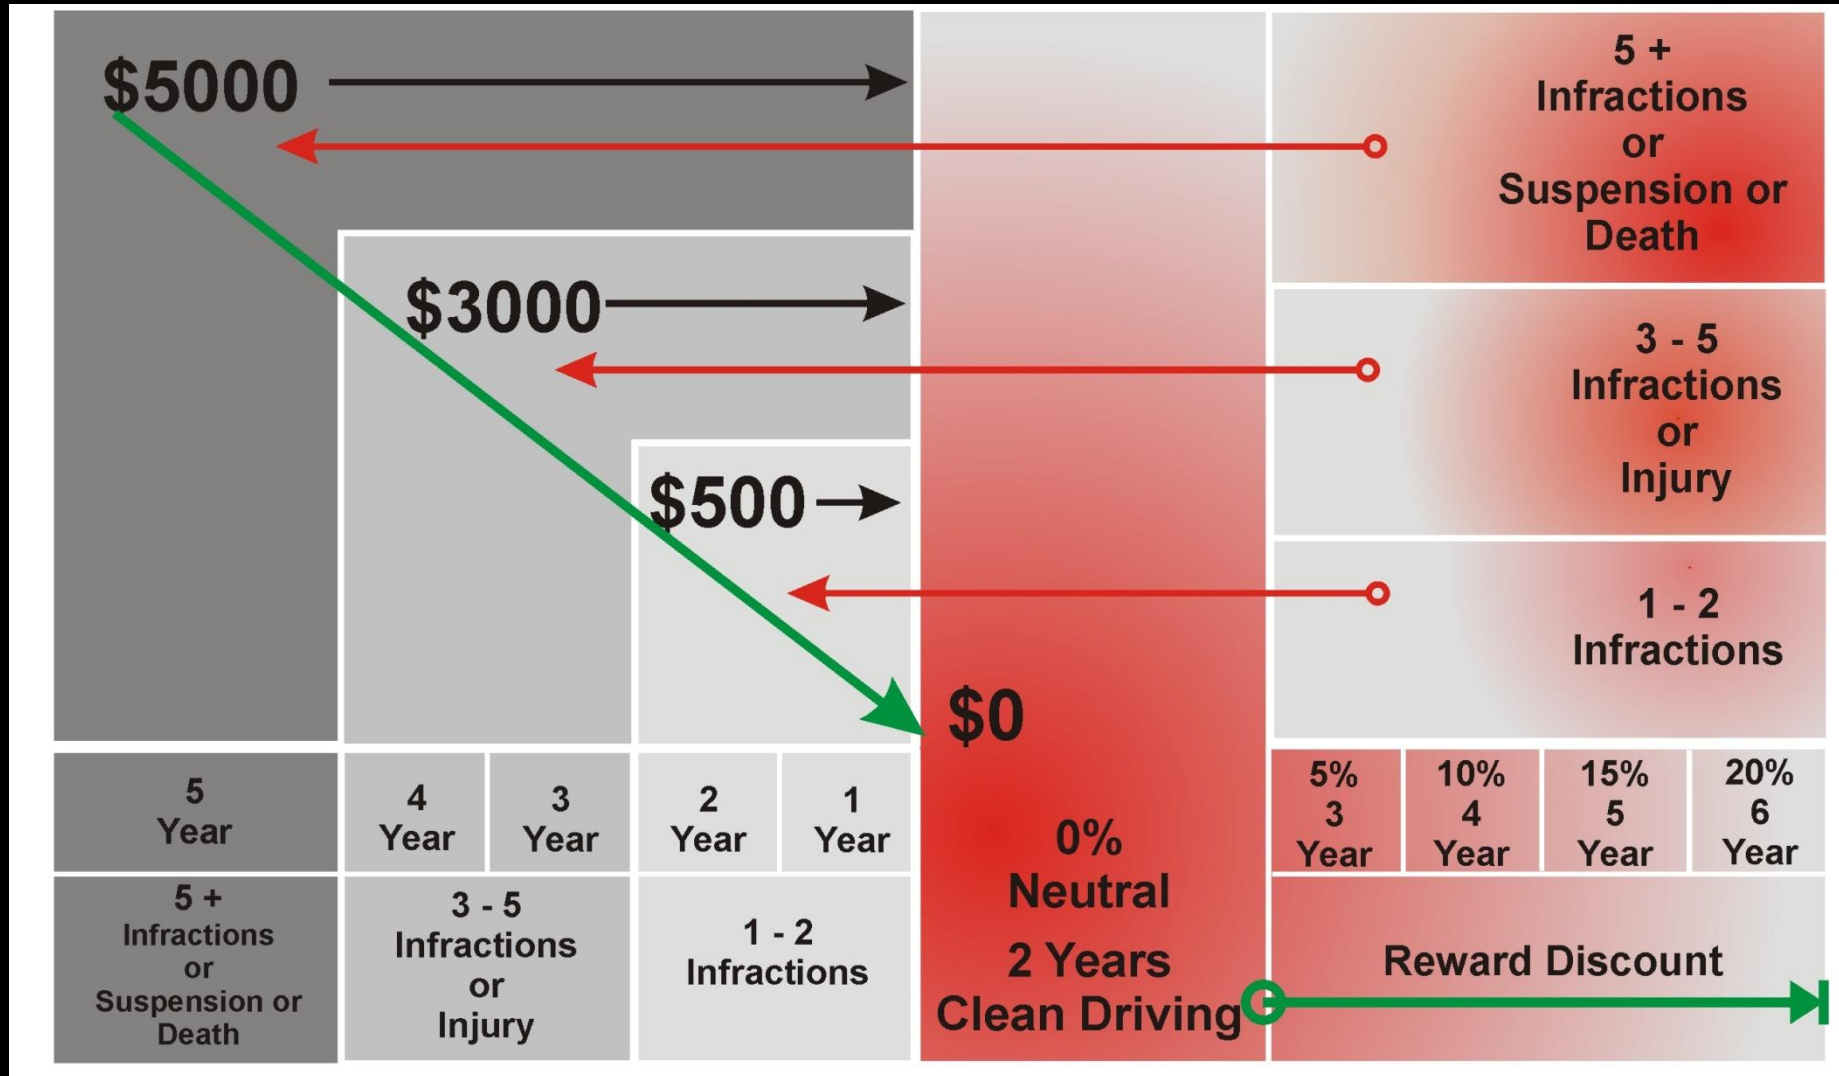 $5000
$3000
$500
$0
5 +
Infractions
or
Suspension or
Death
3 - 5
Infractions
or
Injury
1 - 2
Infractions
5
Year
4
Year
3
Year
2
Year
1
Year
0%
Neutral
2 Years
Clean Driving
5%
3
Year
10%
4
Year
15%
5
Year
20%
6
Year
5 +
Infractions
or
Suspension or
Death
3 - 5
Infractions
or
Injury
1 - 2
Infractions
Reward Discount